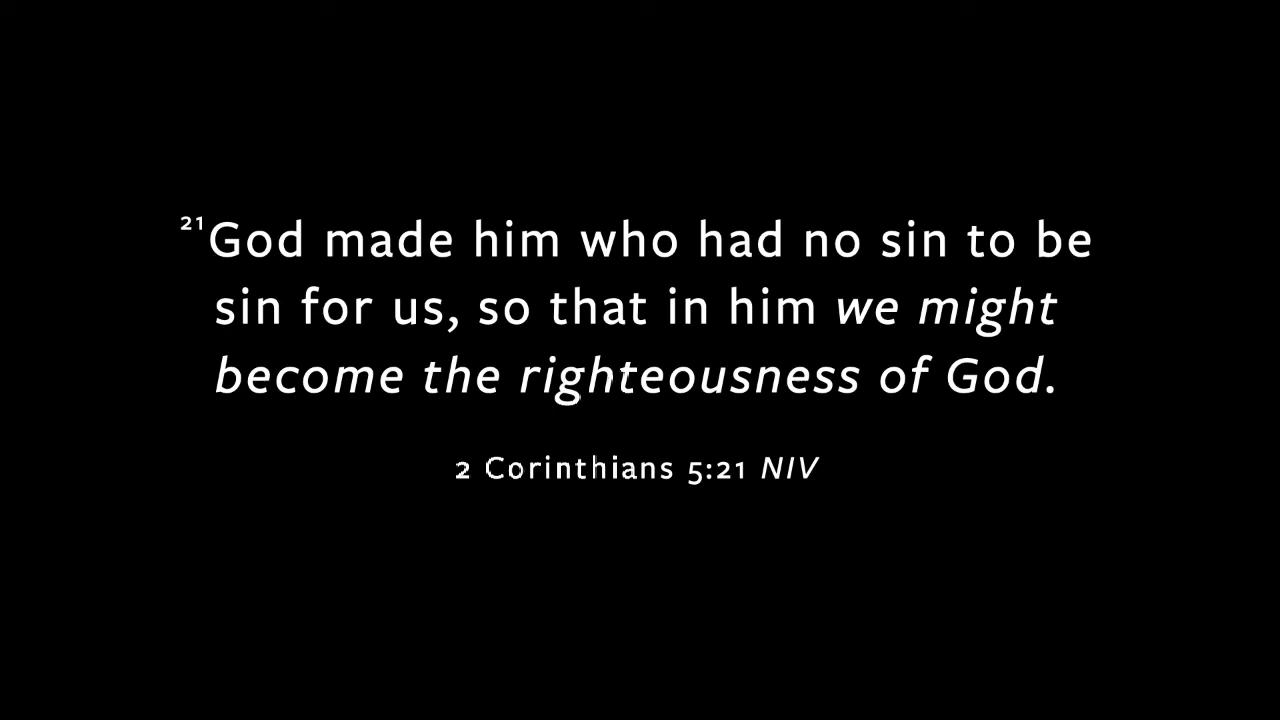 21God made him who had no sin to be
sin for us, so that in him we might
become the righteousness of God.
2 Corinthians 5:21 NIV